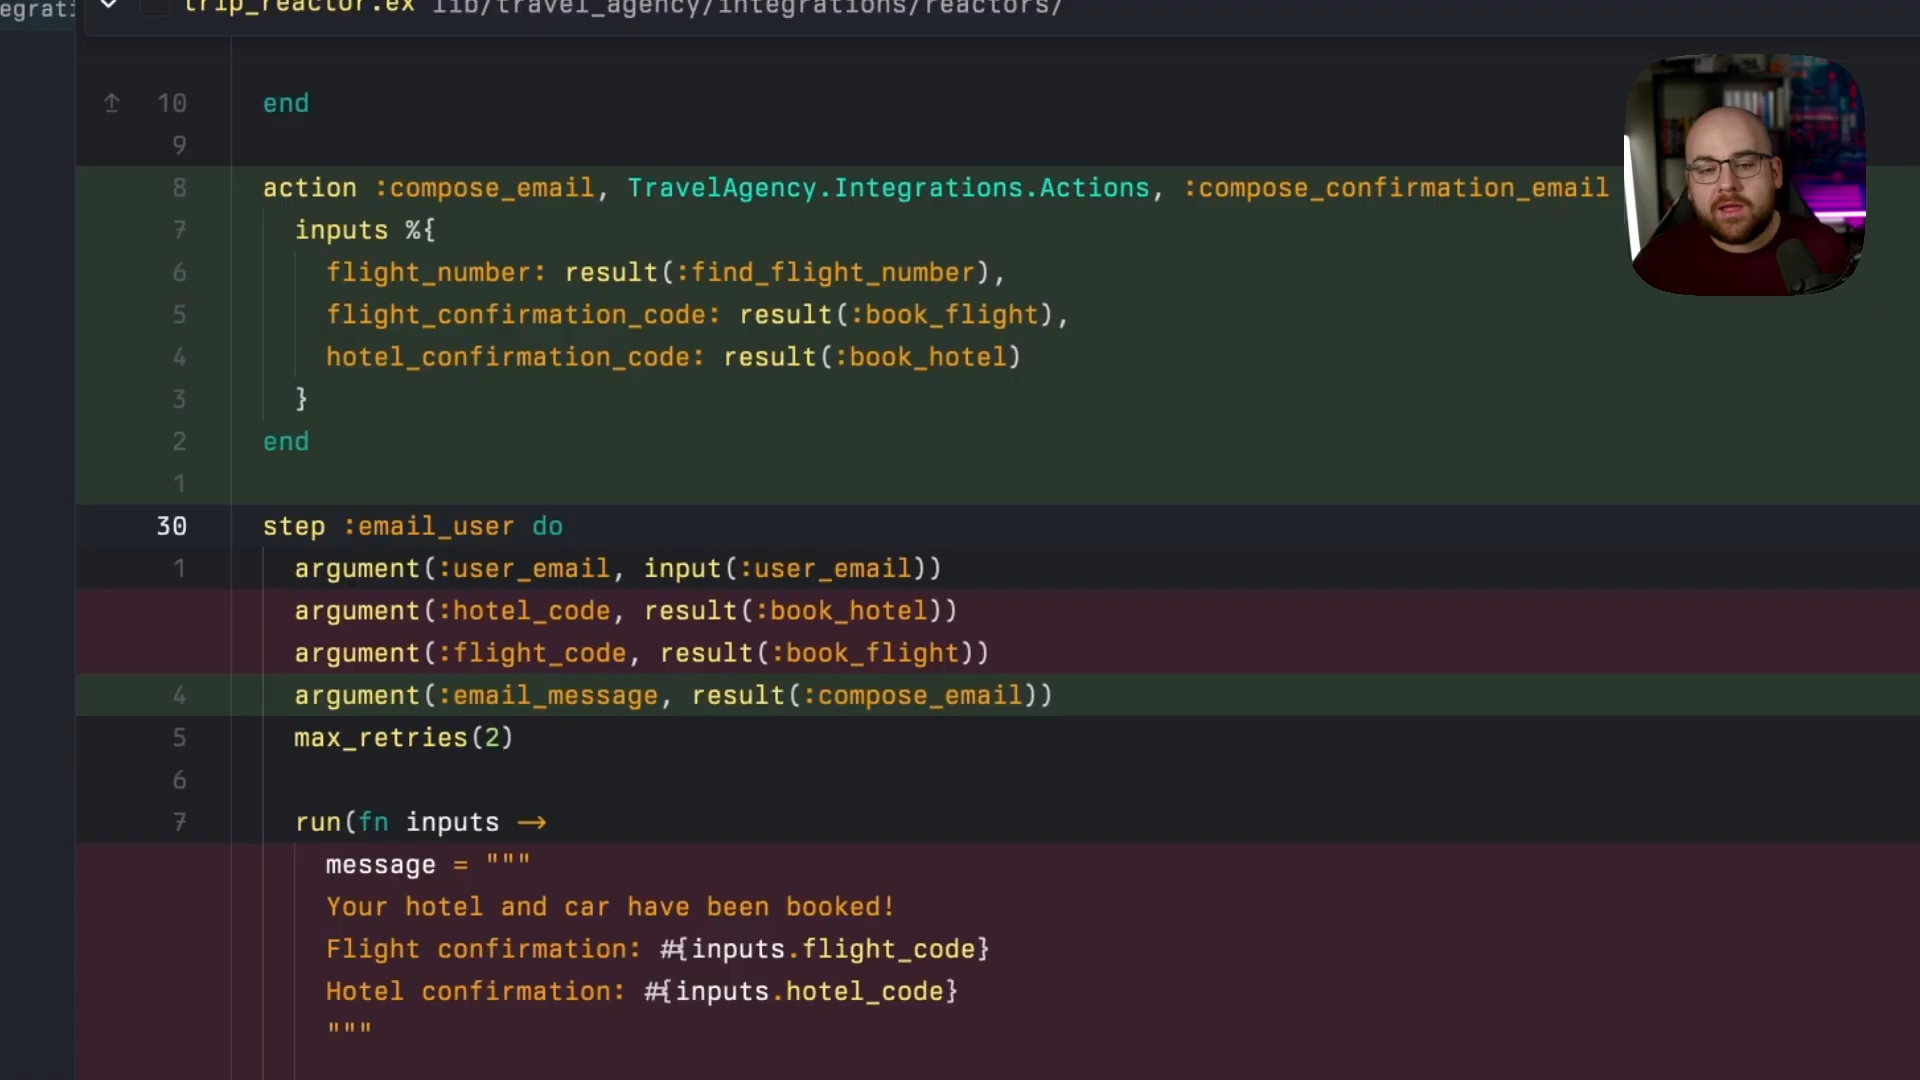 egrati
trip_reactor.ex lib/travel_agency/integrations/reactors/
10 end
9
8 action :compose_email, TravelAgency.Integrations.Actions, :compose_confirmation_email
7 inputs %{
6 flight_number: result(:find_flight_number),
5 flight_confirmation_code: result(:book_flight),
4 hotel_confirmation_code: result(:book_hotel)
3 }
2 end
1
30 step :email_user do
1 argument(:user_email, input(:user_email))
argument(:hotel_code, result(:book_hotel))
argument(:flight_code, result(:book_flight))
4 argument(:email_message, result(:compose_email))
5 max_retries(2)
6
7 run(fn inputs ->
message = """
Your hotel and car have been booked!
Flight confirmation: #{inputs.flight_code}
Hotel confirmation: #{inputs.hotel_code}
"""